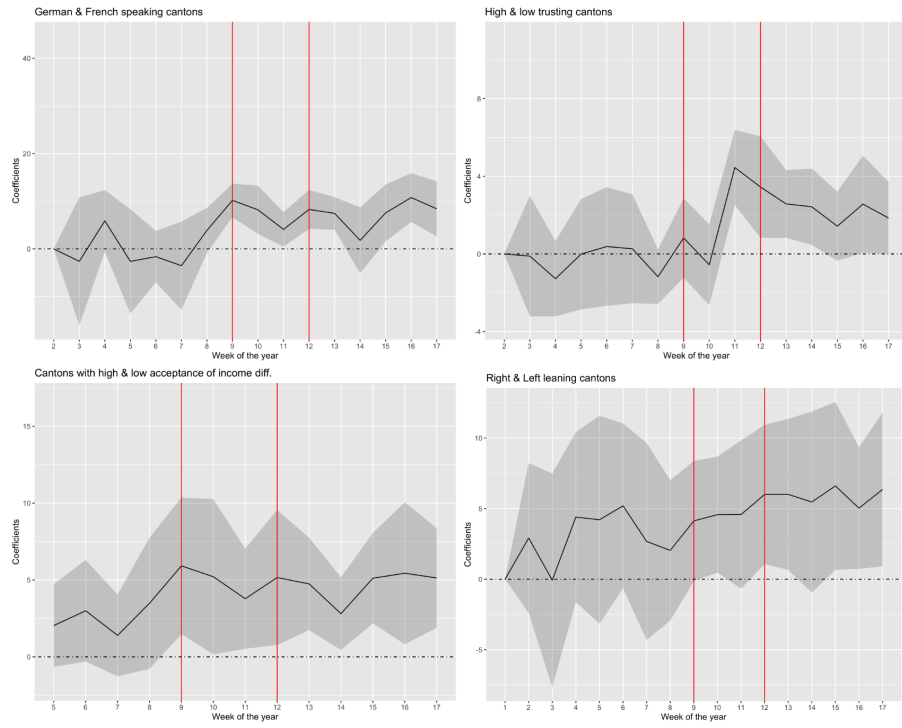 German & French speaking cantons
40
20
0
Coefficients
2 3 4 5 6 7 8 9 10 11 12 13 14 15 16 17
Week of the year
High & low trusting cantons
8
4
0
-4
Coefficients
2 3 4 5 6 7 8 9 10 11 12 13 14 15 16 17
Week of the year
Cantons with high & low acceptance of income diff.
15
10
5
0
Coefficients
5 6 7 8 9 10 11 12 13 14 15 16 17
Week of the year
Right & Left leaning cantons
10
5
0
-5
Coefficients
1 2 3 4 5 6 7 8 9 10 11 12 13 14 15 16 17
Week of the year